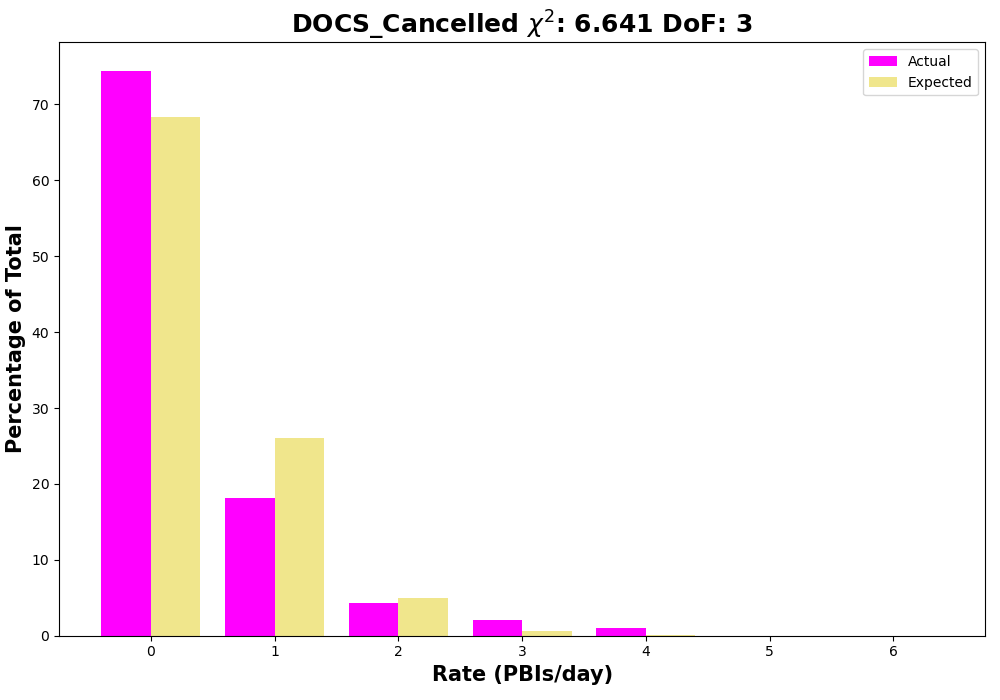 DOCS_Cancelled χ²: 6.641 DoF: 3
Actual
Expected
Percentage of Total
70
60
50
40
30
20
10
0
0 1 2 3 4 5 6
Rate (PBIs/day)